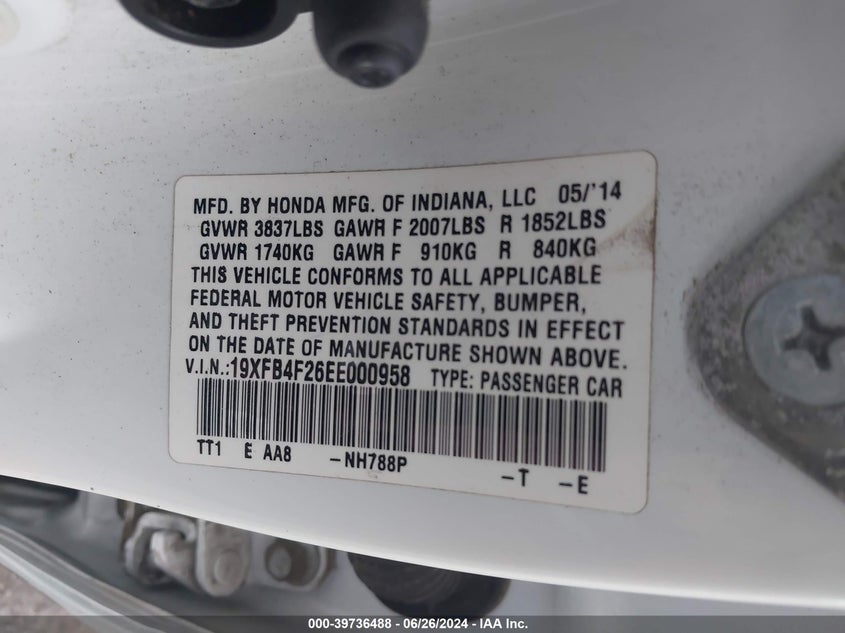 MFD. BY HONDA MFG. OF INDIANA, LLC 05/'14
GVWR 3837LBS GAWR F 2007LBS R 1852LBS
GVWR 1740KG GAWR F 910KG R 840KG
THIS VEHICLE CONFORMS TO ALL APPLICABLE
FEDERAL MOTOR VEHICLE SAFETY, BUMPER,
AND THEFT PREVENTION STANDARDS IN EFFECT
ON THE DATE OF MANUFACTURE SHOWN ABOVE.
V.I.N.:19XFB4F26EE000958 TYPE: PASSENGER CAR
TT1 E AA8 -NH788P -T -E
000-39736488 - 06/26/2024 - IAA Inc.